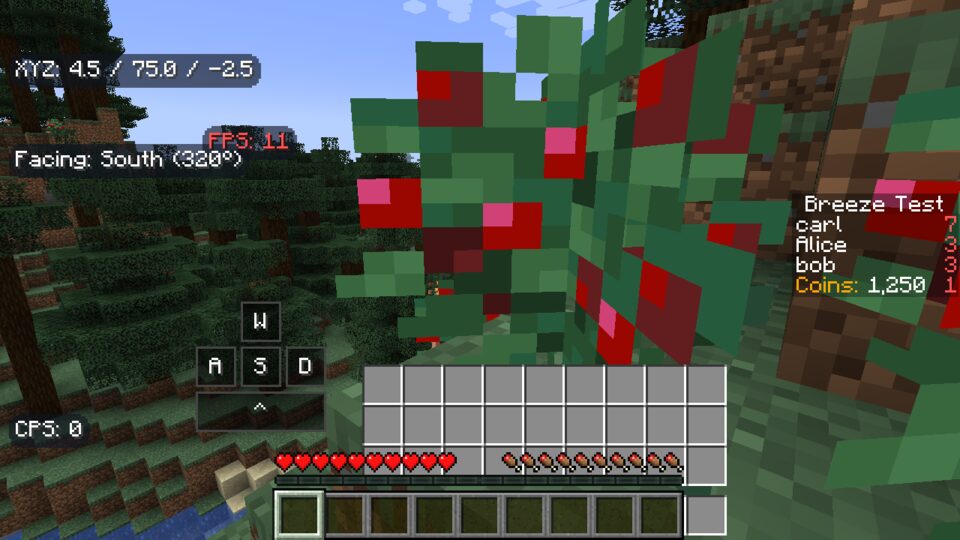 XYZ: 4.5 / 75.0 / -2.5
FPS: 11
Facing: South (320°)
Breeze Test
carl 7
Alice 3
bob 3
Coins: 1,250 1
W
A S D
^
CPS: 0